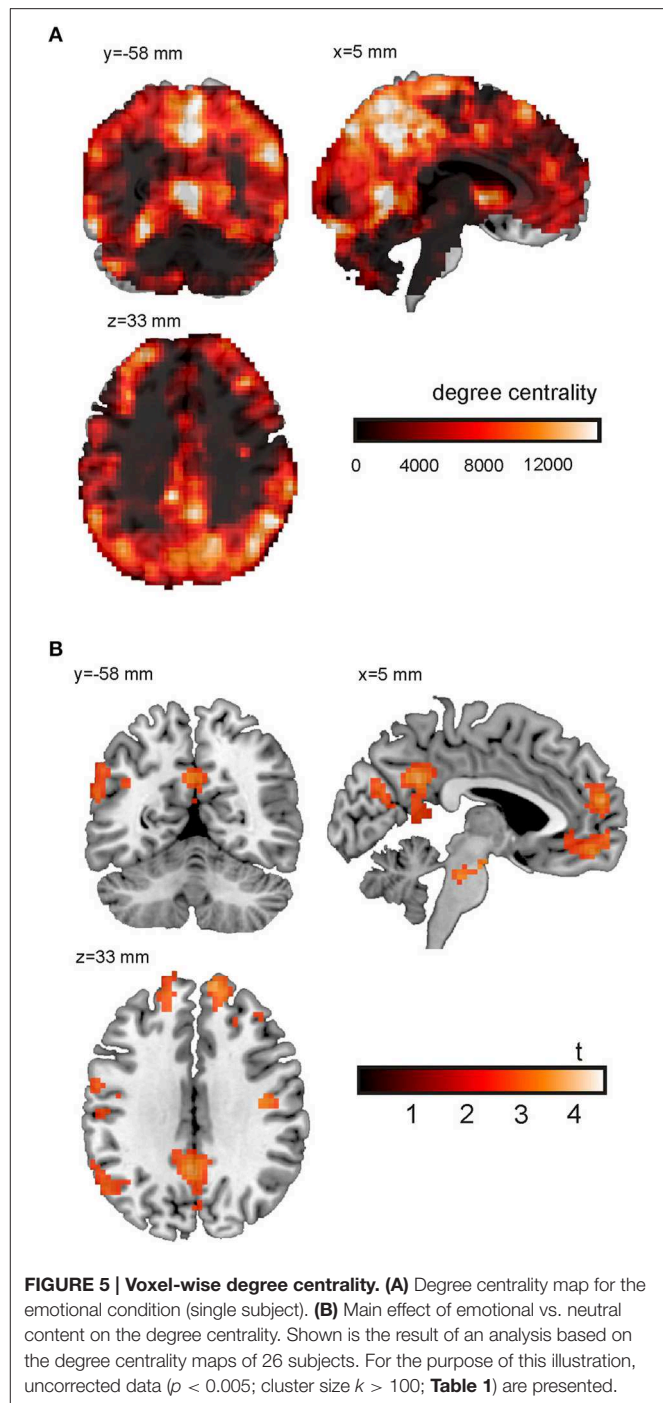 A
y=-58 mm
x=5 mm
z=33 mm
degree centrality
0 4000 8000 12000
B
y=-58 mm
x=5 mm
z=33 mm
t
1 2 3 4
FIGURE 5 | Voxel-wise degree centrality. (A) Degree centrality map for the
emotional condition (single subject). (B) Main effect of emotional vs. neutral
content on the degree centrality. Shown is the result of an analysis based on
the degree centrality maps of 26 subjects. For the purpose of this illustration,
uncorrected data (p < 0.005; cluster size k > 100; Table 1) are presented.